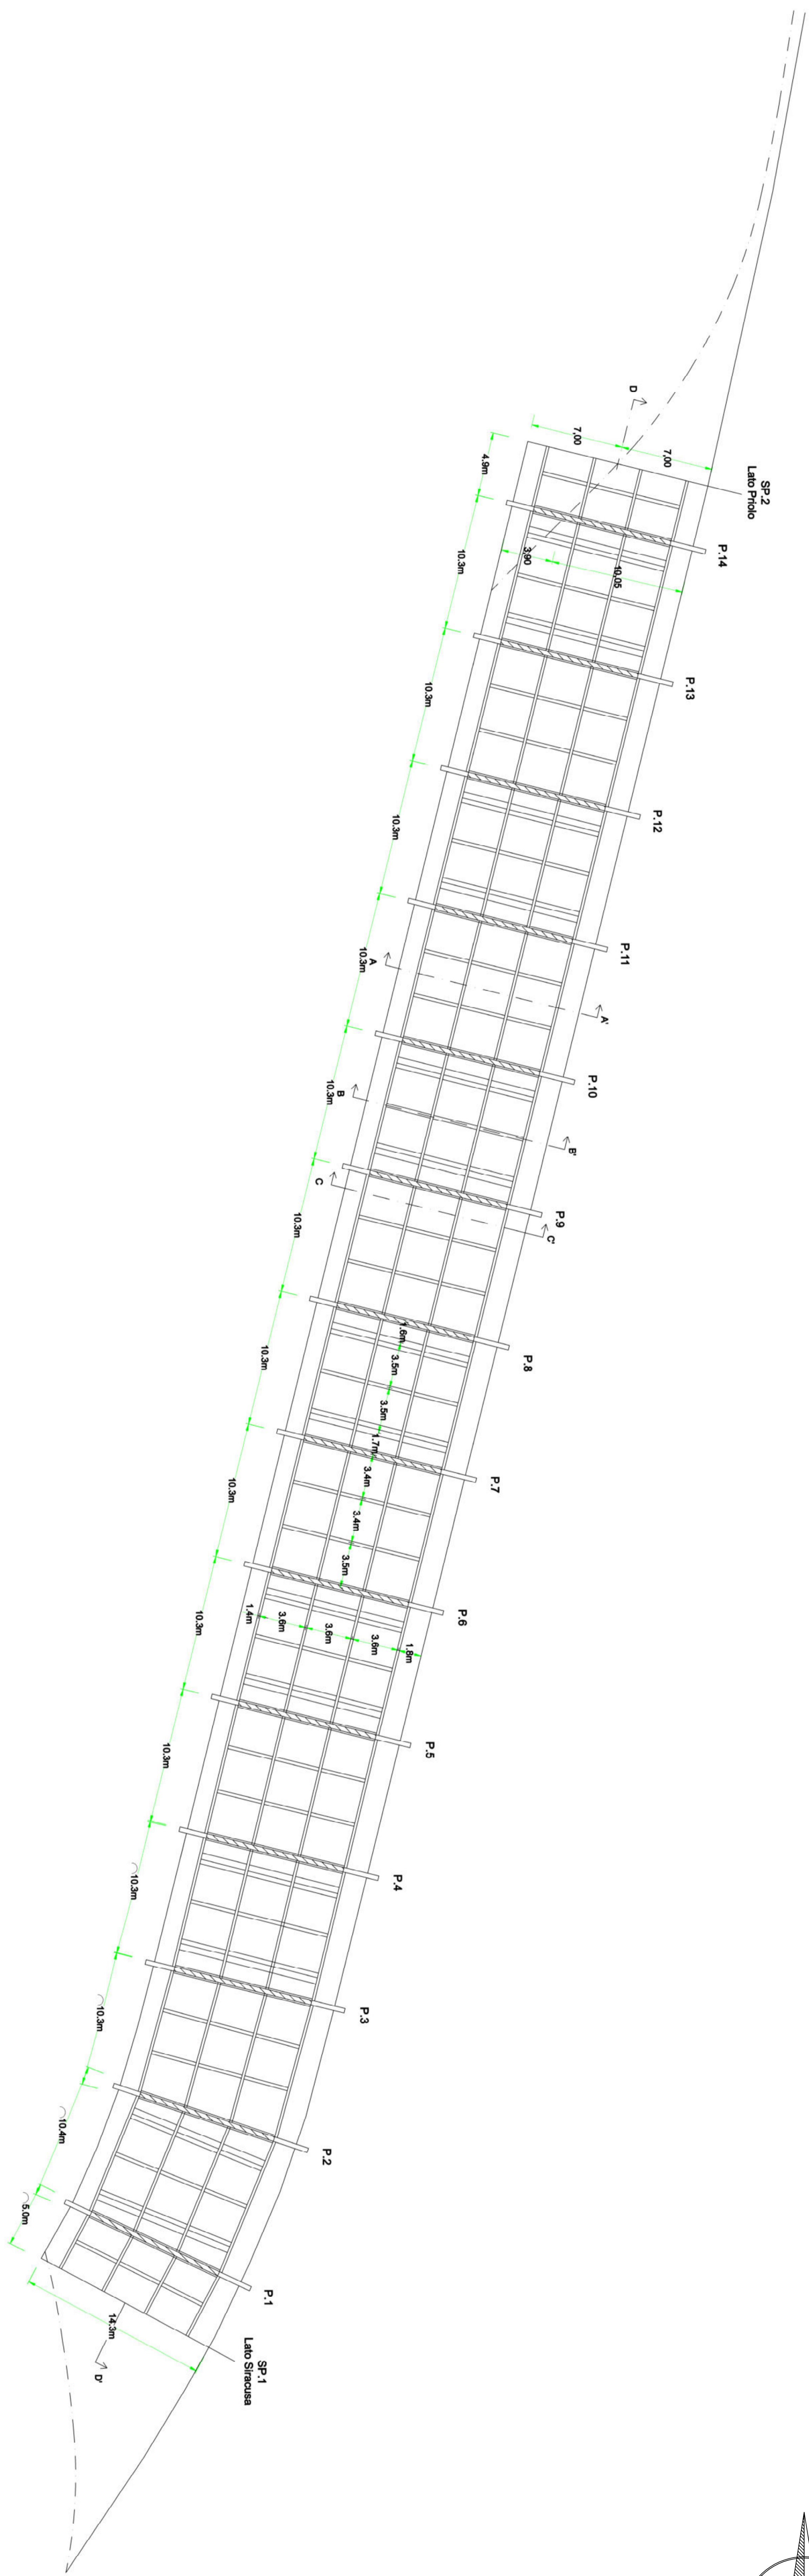 SP.2
Lato Priolo
D
7,00
7,00
4.9m
P.14
3,90
10,05
10.3m
P.13
10.3m
P.12
10.3m
P.11
A
10.3m
A'
P.10
B
10.3m
B'
P.9
C
C'
10.3m
P.8
10.3m
1.6m
3.5m
3.5m
1.7m
P.7
10.3m
3.4m
3.4m
3.5m
P.6
10.3m
1.4m
3.6m
3.6m
3.6m
1.8m
P.5
10.3m
P.4
10.3m
P.3
10.3m
P.2
10.4m
P.1
5.0m
14.3m
SP.1
Lato Siracusa
D'